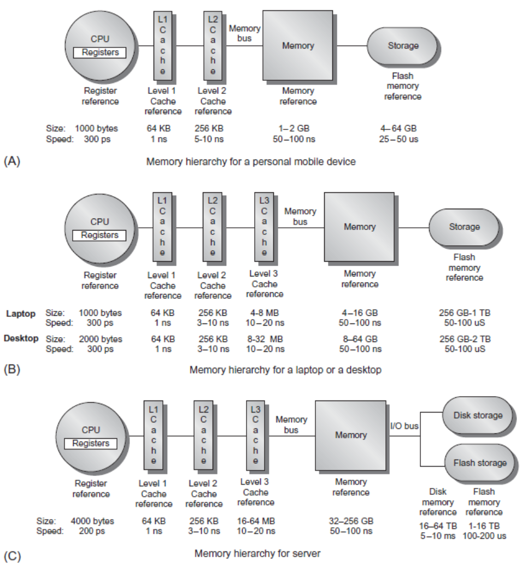 CPU
Registers
L1
Cache
L2
Cache
Memory
bus
Memory
Storage
Register
reference
Level 1
Cache
reference
Level 2
Cache
reference
Memory
reference
Flash
memory
reference
Size: 1000 bytes 64 KB 256 KB 1–2 GB 4–64 GB
Speed: 300 ps 1 ns 5-10 ns 50–100 ns 25–50 us
(A) Memory hierarchy for a personal mobile device
CPU
Registers
L1
Cache
L2
Cache
L3
Cache
Memory
bus
Memory
Storage
Register
reference
Level 1
Cache
reference
Level 2
Cache
reference
Level 3
Cache
reference
Memory
reference
Flash
memory
reference
Laptop Size: 1000 bytes 64 KB 256 KB 4-8 MB 4–16 GB 256 GB-1 TB
Speed: 300 ps 1 ns 3–10 ns 10–20 ns 50–100 ns 50-100 uS
Desktop Size: 2000 bytes 64 KB 256 KB 8-32 MB 8–64 GB 256 GB-2 TB
Speed: 300 ps 1 ns 3–10 ns 10–20 ns 50–100 ns 50-100 uS
(B) Memory hierarchy for a laptop or a desktop
CPU
Registers
L1
Cache
L2
Cache
L3
Cache
Memory
bus
Memory
I/O bus
Disk storage
Flash storage
Register
reference
Level 1
Cache
reference
Level 2
Cache
reference
Level 3
Cache
reference
Memory
reference
Disk
memory
reference
Flash
memory
reference
Size: 4000 bytes 64 KB 256 KB 16-64 MB 32–256 GB 16–64 TB 1-16 TB
Speed: 200 ps 1 ns 3–10 ns 10–20 ns 50–100 ns 5-10 ms 100-200 us
(C) Memory hierarchy for server